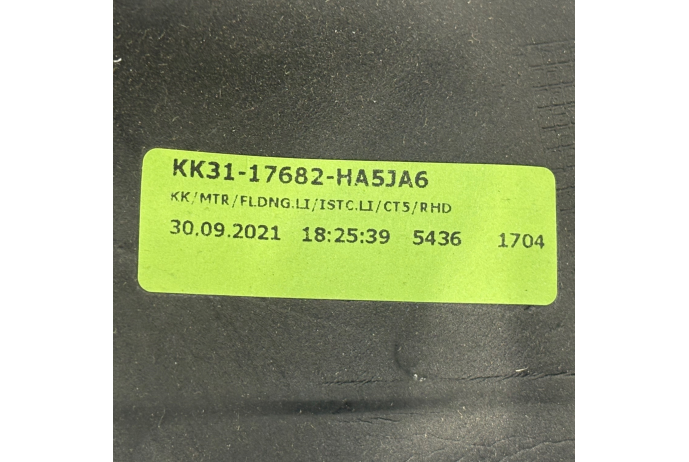 KK31-17682-HA5JA6
KK/MTR/FLDNG.LI/ISTC.LI/CT5/RHD
30.09.2021 18:25:39 5436 1704